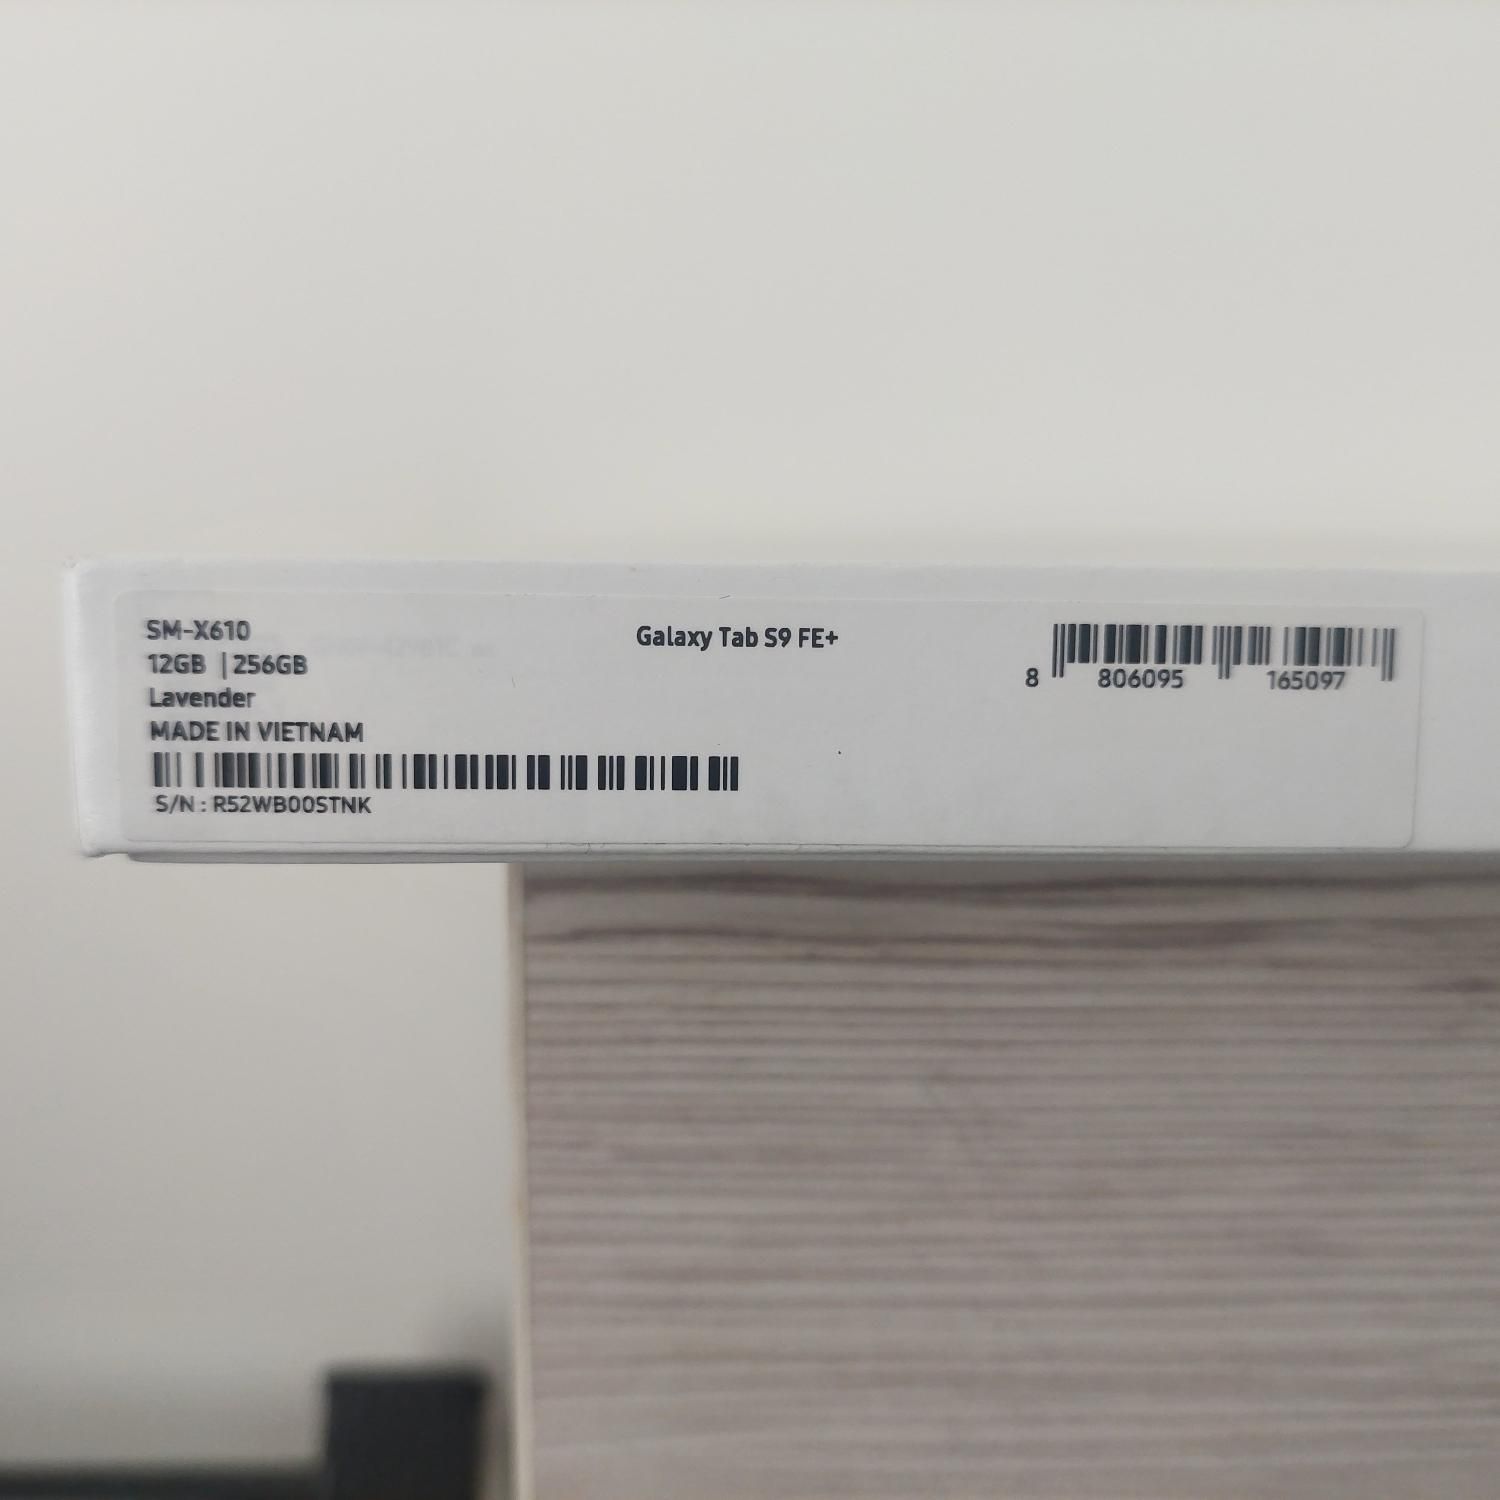 SM-X610
12GB | 256GB
Lavender
MADE IN VIETNAM
S/N : R52WB00STNK
Galaxy Tab S9 FE+
8 806095 165097